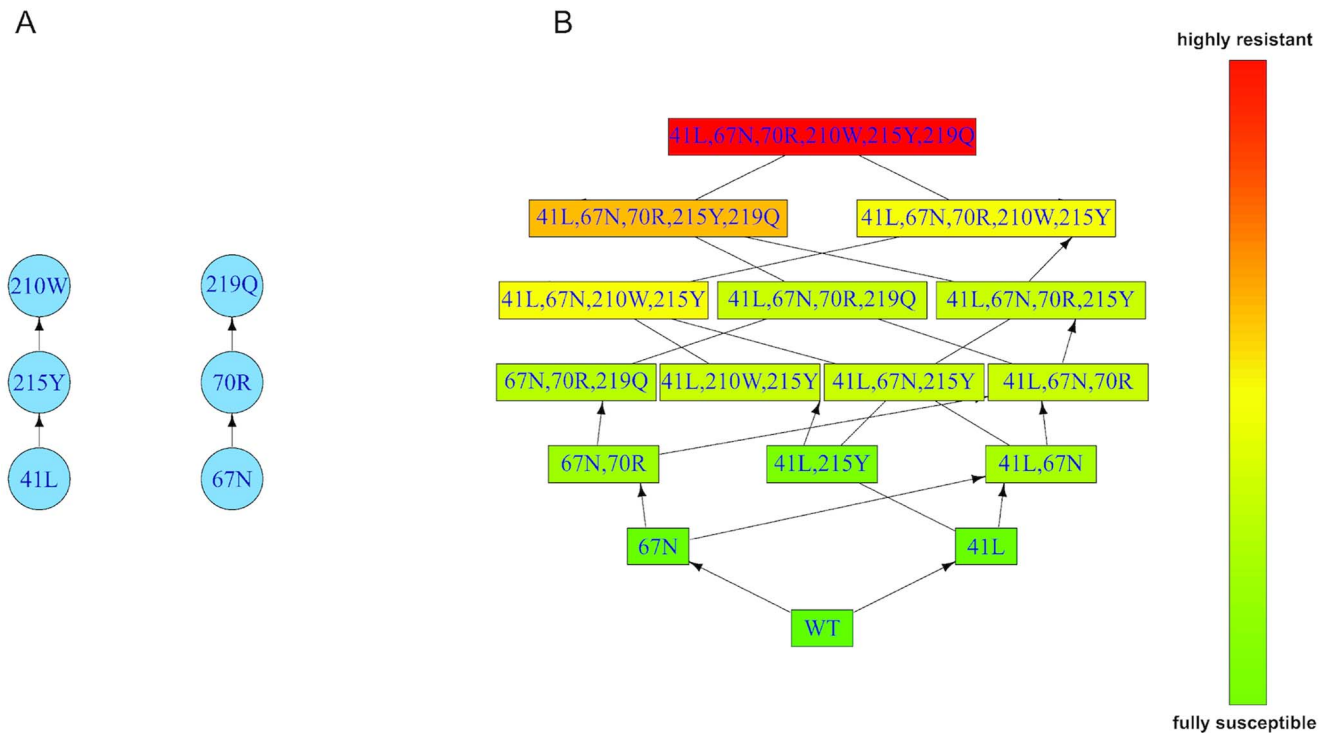 A
B
highly resistant
41L,67N,70R,210W,215Y,219Q
41L,67N,70R,215Y,219Q
41L,67N,70R,210W,215Y
210W
219Q
41L,67N,210W,215Y
41L,67N,70R,219Q
41L,67N,70R,215Y
215Y
70R
67N,70R,219Q
41L,210W,215Y
41L,67N,215Y
41L,67N,70R
41L
67N
67N,70R
41L,215Y
41L,67N
67N
41L
WT
fully susceptible